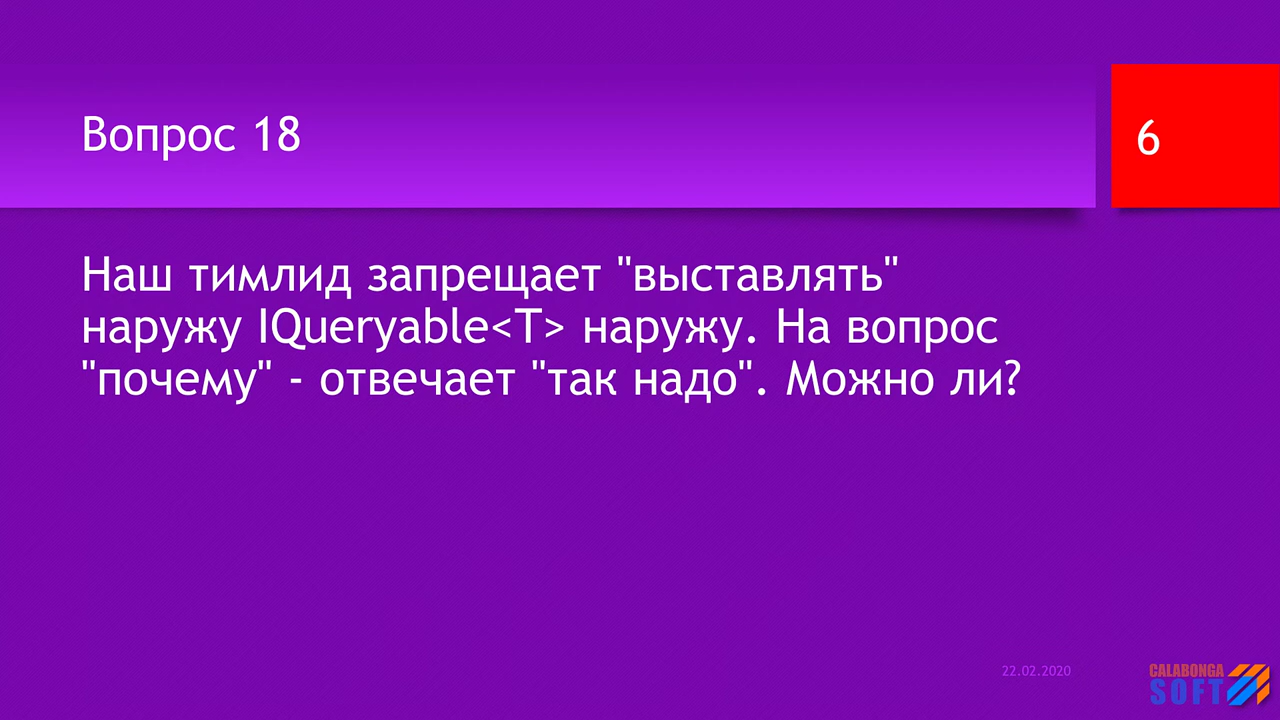 Вопрос 18
6
Наш тимлид запрещает "выставлять"
наружу IQueryable<T> наружу. На вопрос
"почему" - отвечает "так надо". Можно ли?
22.02.2020
CALABONGA
SOFT